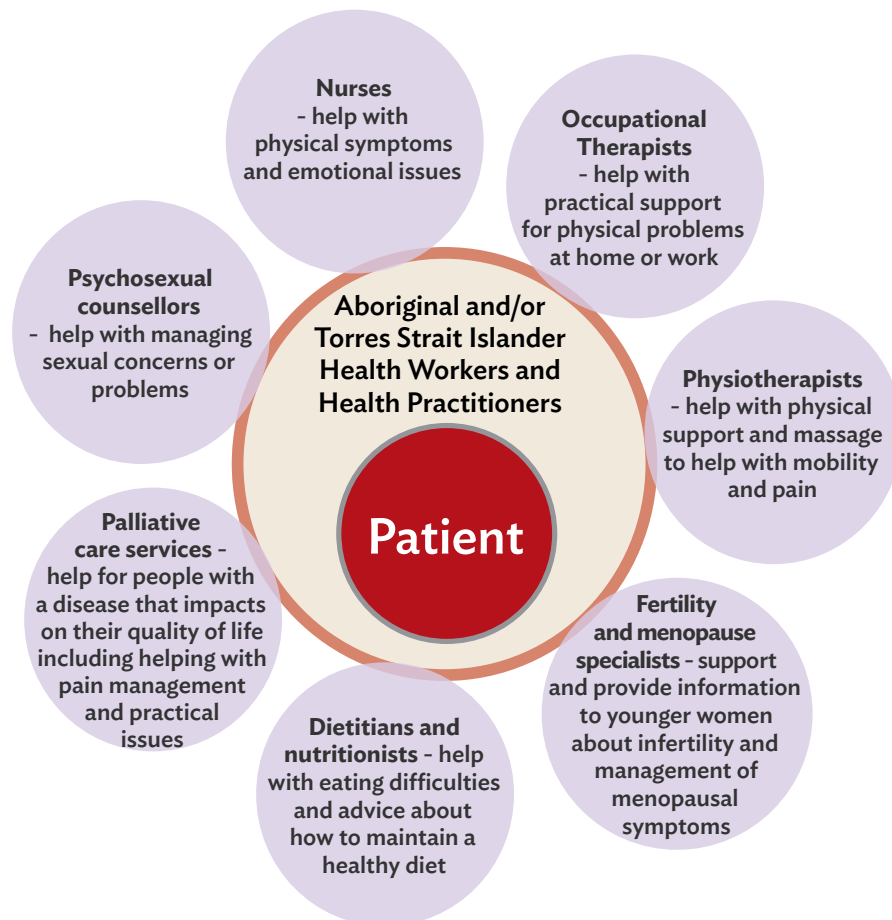 Nurses
- help with
physical symptoms
and emotional issues
Occupational
Therapists
- help with
practical support
for physical problems
at home or work
Psychosexual
counsellors
- help with managing
sexual concerns or
problems
Aboriginal and/or
Torres Strait Islander
Health Workers and
Health Practitioners
Physiotherapists
- help with physical
support and massage
to help with mobility
and pain
Patient
Palliative
care services -
help for people with
a disease that impacts
on their quality of life
including helping with
pain management
and practical
issues
Fertility
and menopause
specialists - support
and provide information
to younger women
about infertility and
management of
menopausal
symptoms
Dietitians and
nutritionists - help
with eating difficulties
and advice about
how to maintain a
healthy diet